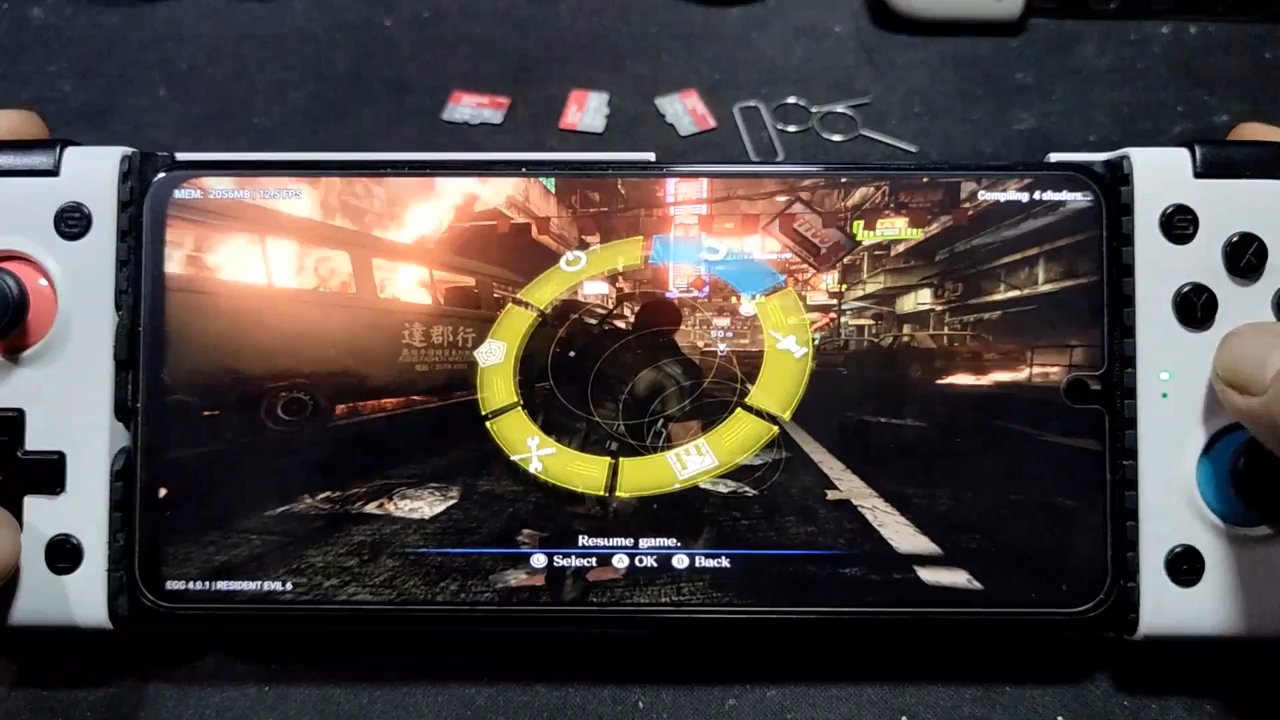 MEM: 2056MB | 12.5 FPS
Compiling 4 shaders...
達郡行
50m
Resume game.
L Select A OK B Back
EGG 4.0.1 | RESIDENT EVIL 6
S
X
Y